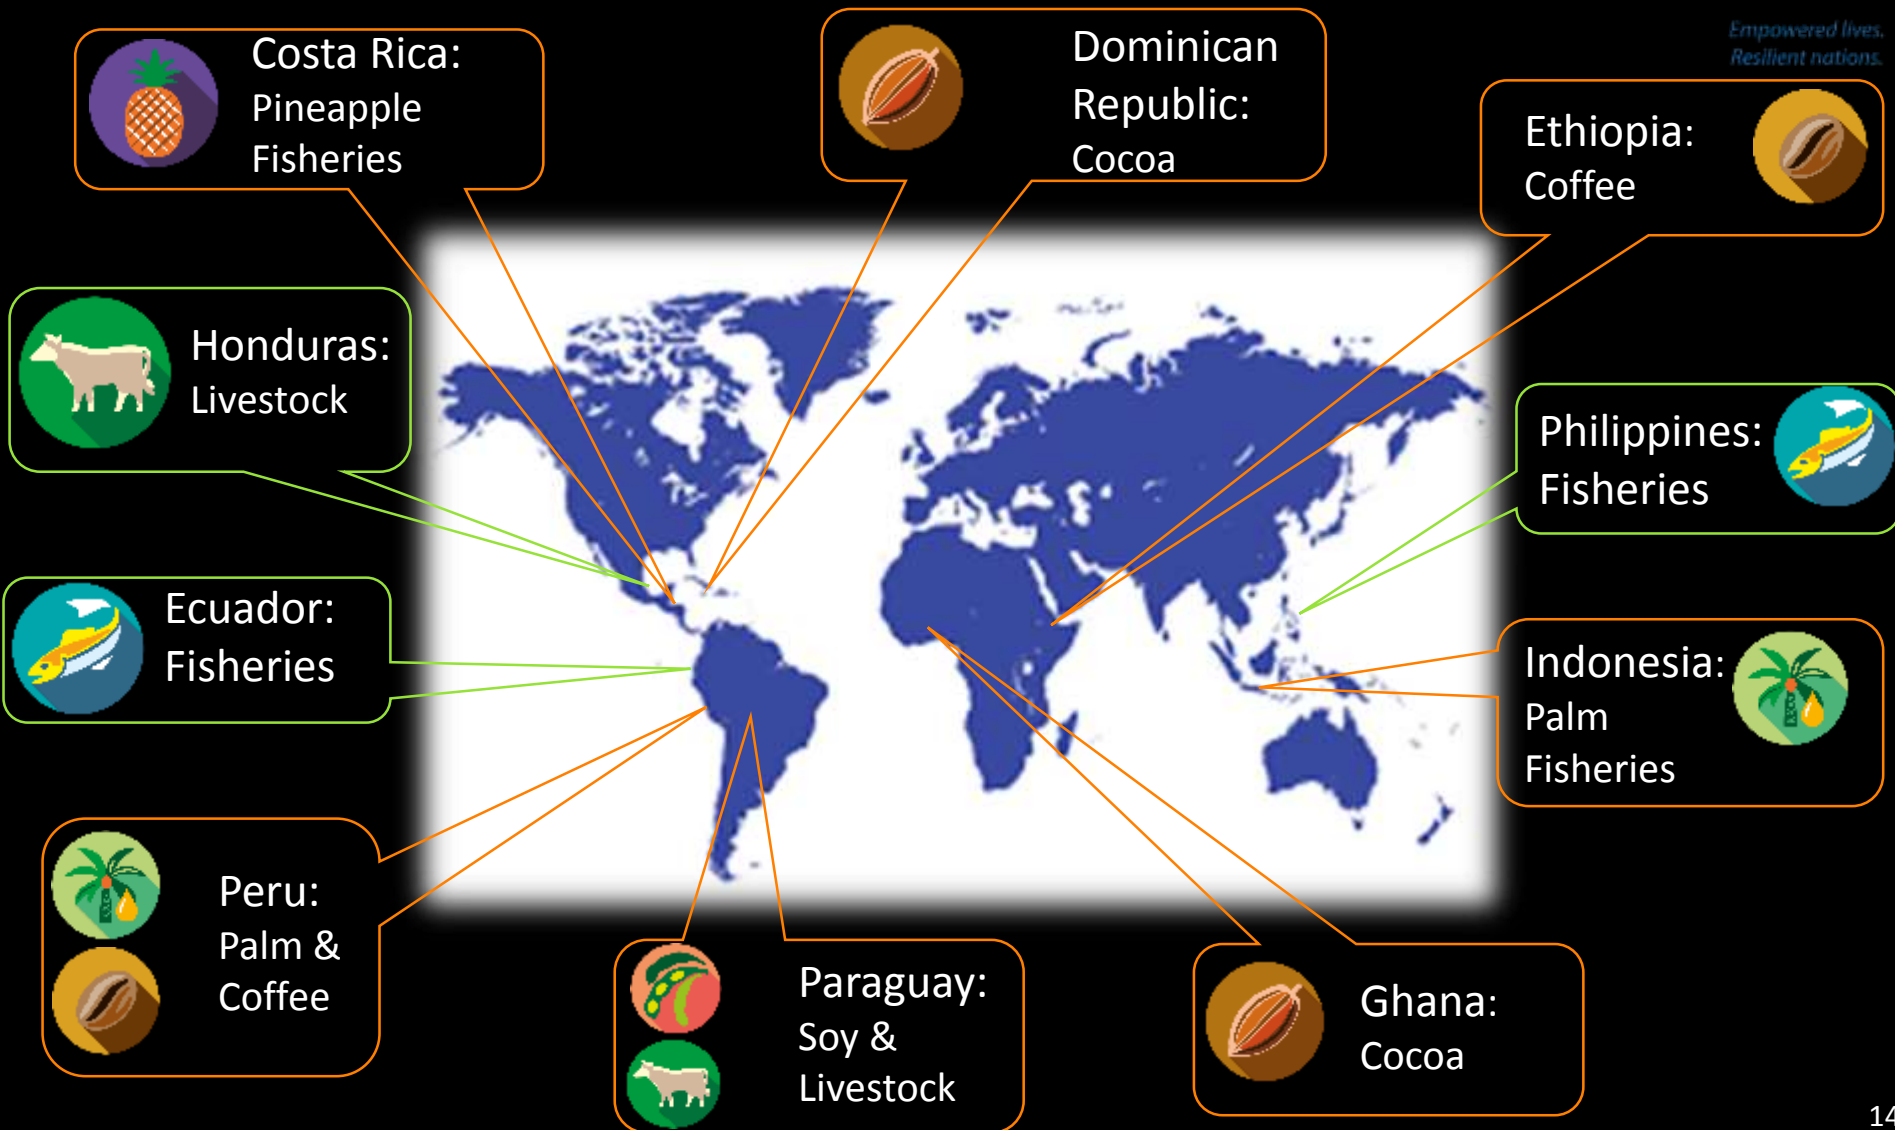 Empowered lives.
Resilient nations.
Costa Rica:
Pineapple
Fisheries
Dominican
Republic:
Cocoa
Ethiopia:
Coffee
Honduras:
Livestock
Philippines:
Fisheries
Ecuador:
Fisheries
Indonesia:
Palm
Fisheries
Peru:
Palm &
Coffee
Paraguay:
Soy &
Livestock
Ghana:
Cocoa
14